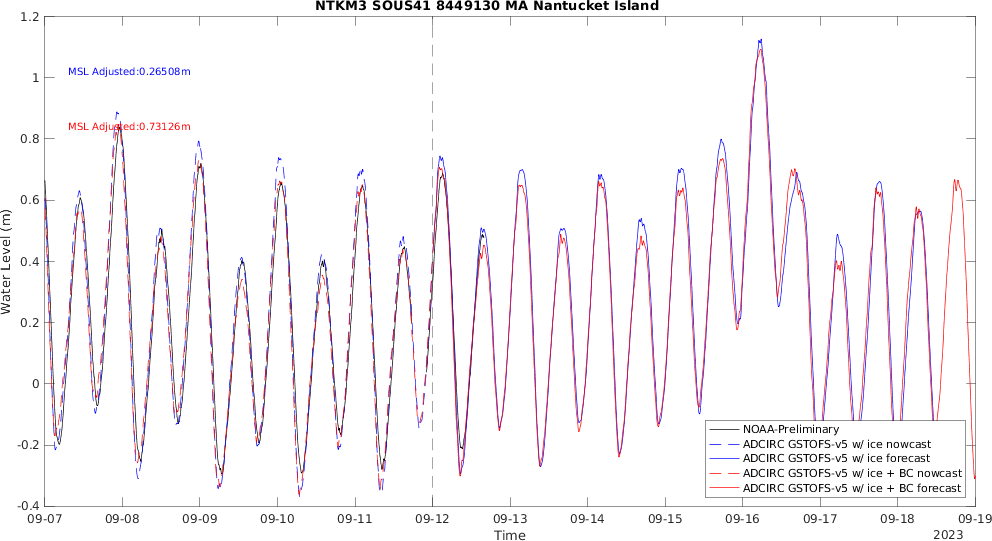 NTKM3 SOUS41 8449130 MA Nantucket Island
1.2
1
0.8
0.6
0.4
0.2
0
-0.2
-0.4
Water Level (m)
MSL Adjusted:0.26508m
MSL Adjusted:0.73126m
NOAA-Preliminary
ADCIRC GSTOFS-v5 w/ ice nowcast
ADCIRC GSTOFS-v5 w/ ice forecast
ADCIRC GSTOFS-v5 w/ ice + BC nowcast
ADCIRC GSTOFS-v5 w/ ice + BC forecast
09-07 09-08 09-09 09-10 09-11 09-12 09-13 09-14 09-15 09-16 09-17 09-18 09-19
Time
2023